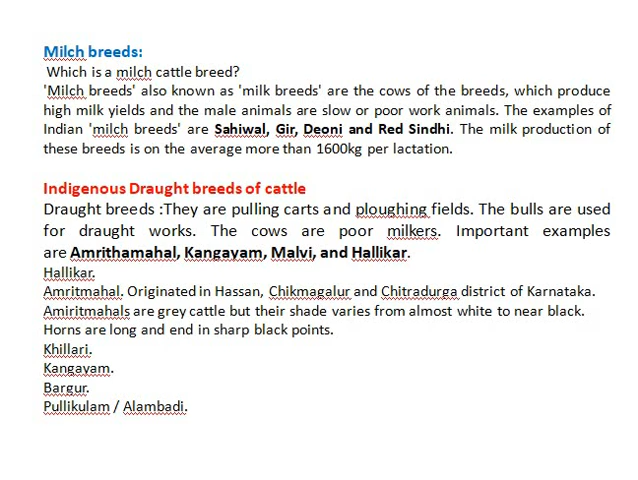 Milch breeds:
Which is a milch cattle breed?
'Milch breeds' also known as 'milk breeds' are the cows of the breeds, which produce
high milk yields and the male animals are slow or poor work animals. The examples of
Indian 'milch breeds' are Sahiwal, Gir, Deoni and Red Sindhi. The milk production of
these breeds is on the average more than 1600kg per lactation.
Indigenous Draught breeds of cattle
Draught breeds :They are pulling carts and ploughing fields. The bulls are used
for draught works. The cows are poor milkers. Important examples
are Amrithamahal, Kangayam, Malvi, and Hallikar.
Hallikar.
Amritmahal. Originated in Hassan, Chikmagalur and Chitradurga district of Karnataka.
Amiritmahals are grey cattle but their shade varies from almost white to near black.
Horns are long and end in sharp black points.
Khillari.
Kangayam.
Bargur.
Pullikulam / Alambadi.